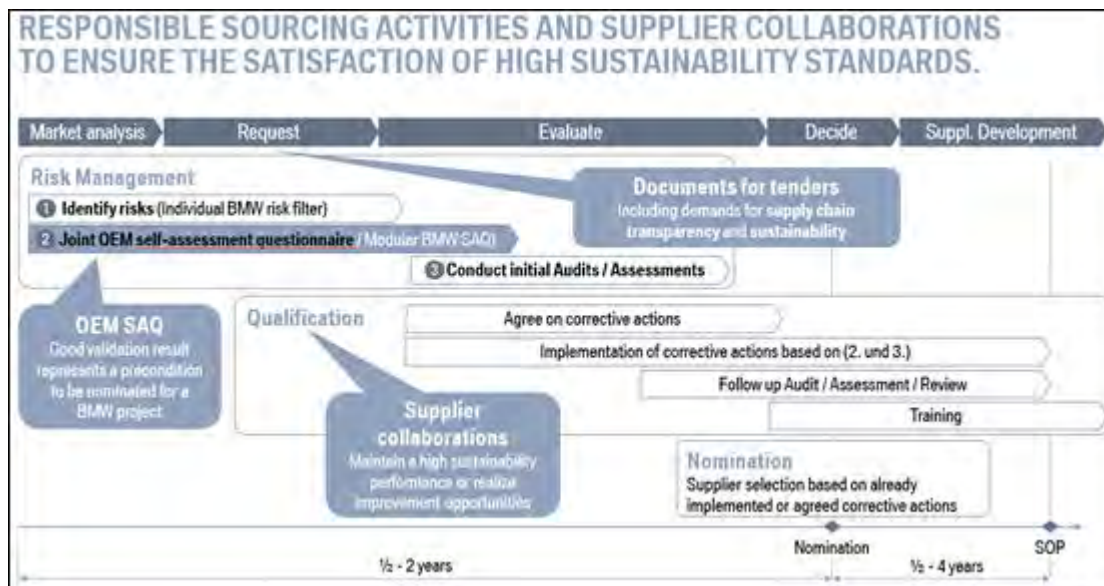 RESPONSIBLE SOURCING ACTIVITIES AND SUPPLIER COLLABORATIONS
TO ENSURE THE SATISFACTION OF HIGH SUSTAINABILITY STANDARDS.
Market analysis
Request
Evaluate
Decide
Suppl. Development
Risk Management
1 Identify risks (Individual BMW risk filter)
2 Joint OEM self-assessment questionnaire / Modular BMW SAQ)
3 Conduct initial Audits / Assessments
Documents for tenders
Including demands for supply chain
transparency and sustainability
OEM SAQ
Good validation result
represents a precondition
to be nominated for a
BMW project
Qualification
Agree on corrective actions
Implementation of corrective actions based on (2. und 3.)
Follow up Audit / Assessment / Review
Training
Supplier
collaborations
Maintain a high sustainability
performance or realize
improvement opportunities
Nomination
Supplier selection based on already
implemented or agreed corrective actions
Nomination
SOP
½ - 2 years
½ - 4 years